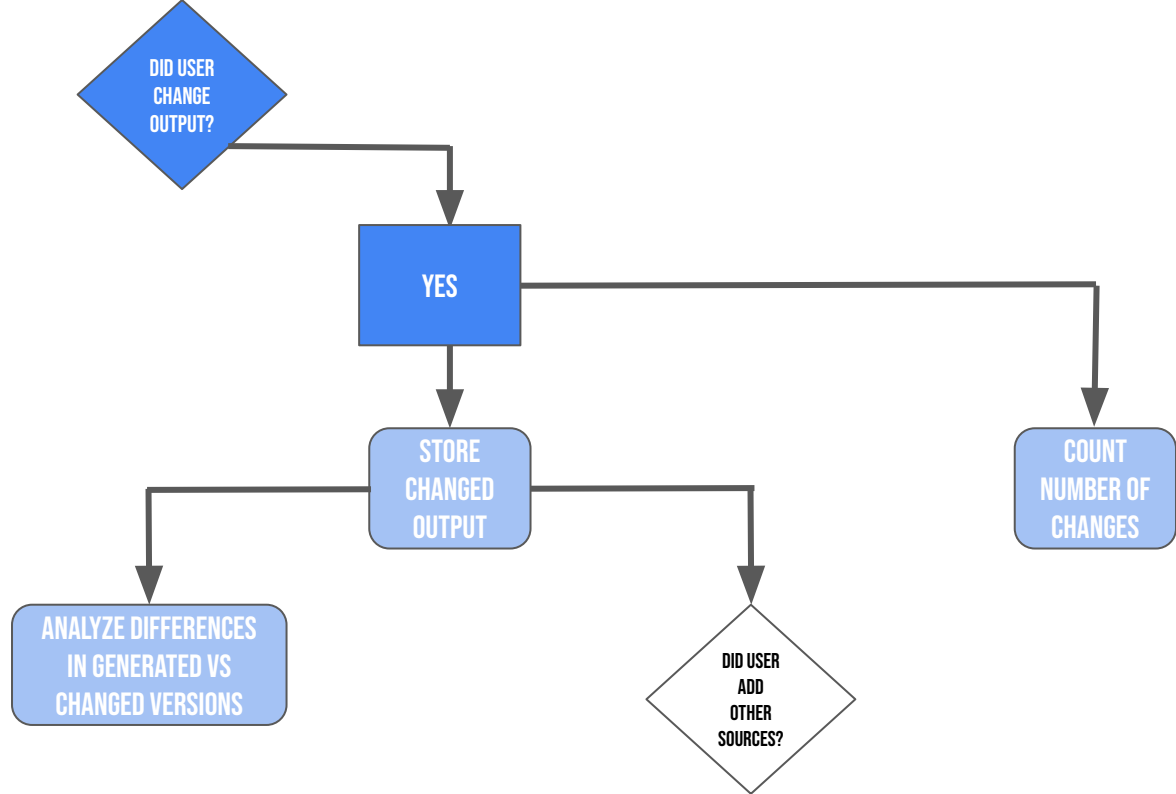 DID USER
CHANGE
OUTPUT?
YES
STORE
CHANGED
OUTPUT
COUNT
NUMBER OF
CHANGES
ANALYZE DIFFERENCES
IN GENERATED VS
CHANGED VERSIONS
DID USER
ADD
OTHER
SOURCES?